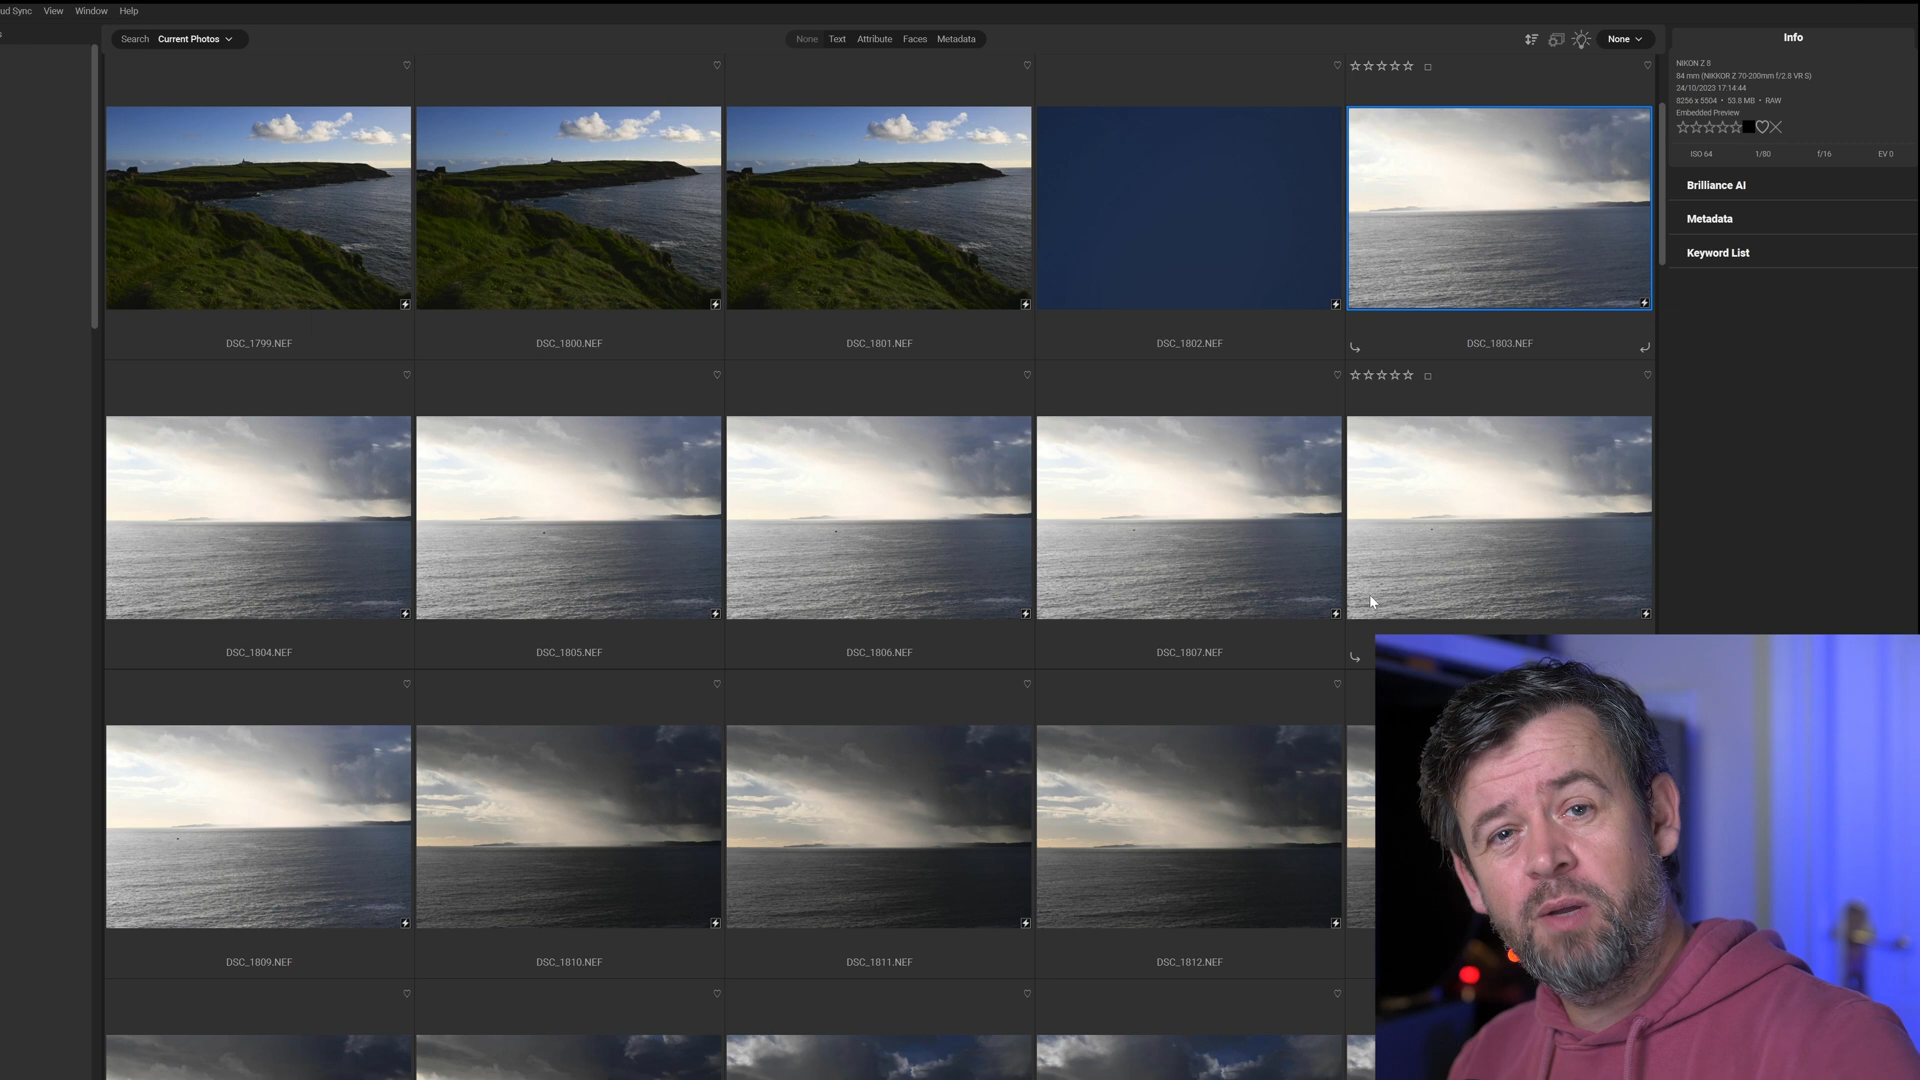 ud Sync View Window Help
Search Current Photos
None Text Attribute Faces Metadata
None
Info
NIKON Z 8
84 mm (NIKKOR Z 70-200mm f/2.8 VR S)
24/10/2023 17:14:44
8256 x 5504 • 53.8 MB • RAW
Embedded Preview
ISO 64 1/80 f/16 EV 0
Brilliance AI
Metadata
Keyword List
DSC_1799.NEF DSC_1800.NEF DSC_1801.NEF DSC_1802.NEF DSC_1803.NEF
DSC_1804.NEF DSC_1805.NEF DSC_1806.NEF DSC_1807.NEF
DSC_1809.NEF DSC_1810.NEF DSC_1811.NEF DSC_1812.NEF